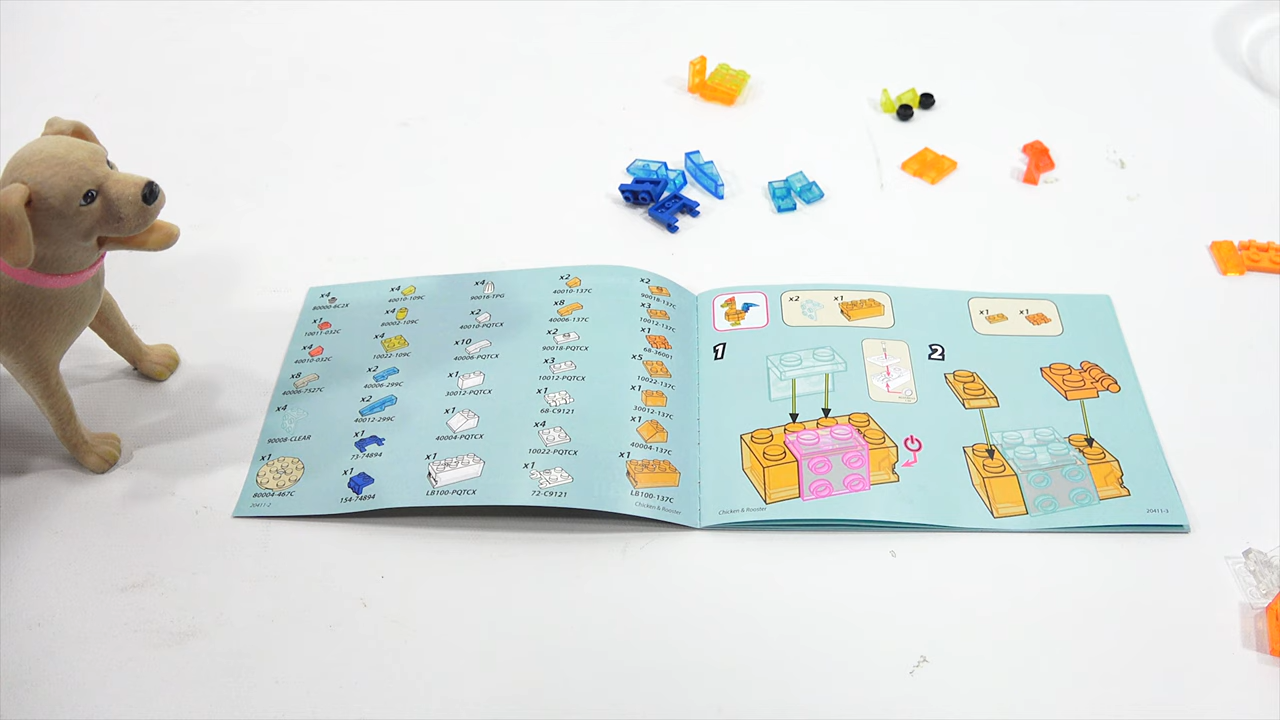 x4
80000-6C2X
x1
10011-032C
x4
40010-032C
x8
40006-7527C
x4
90006-CLEAR
x1
80004-467C
20411-2
x4
40010-109C
x4
80002-109C
x4
10022-109C
x2
40006-299C
x2
40012-299C
x1
73-74894
x1
154-74894
x4
90016-TPG
x2
40010-PQTCX
x10
40006-PQTCX
x1
30012-PQTCX
x1
40004-PQTCX
x1
LB100-PQTCX
x2
40010-137C
x8
40006-137C
x2
90018-PQTCX
x3
10012-PQTCX
x1
68-C9121
x4
10022-PQTCX
x1
72-C9121
x2
90018-137C
x3
10012-137C
x1
68-36001
x5
10022-137C
x1
30012-137C
x1
40004-137C
x1
LB100-137C
Chicken & Rooster
x2
x1
1
Chicken & Rooster
x1
x1
2
20411-3